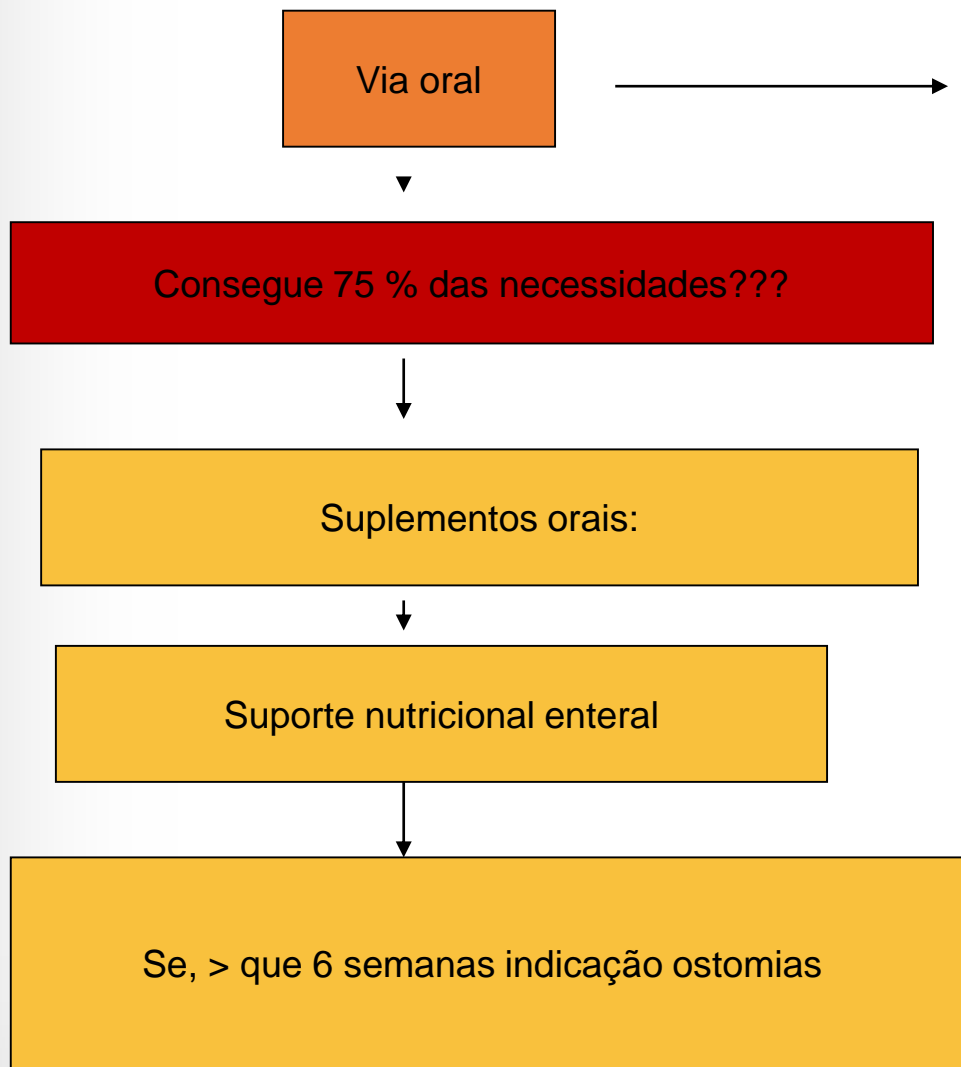 Via oral
Consegue 75 % das necessidades???
Suplementos orais:
Suporte nutricional enteral
Se, > que 6 semanas indicação ostomias